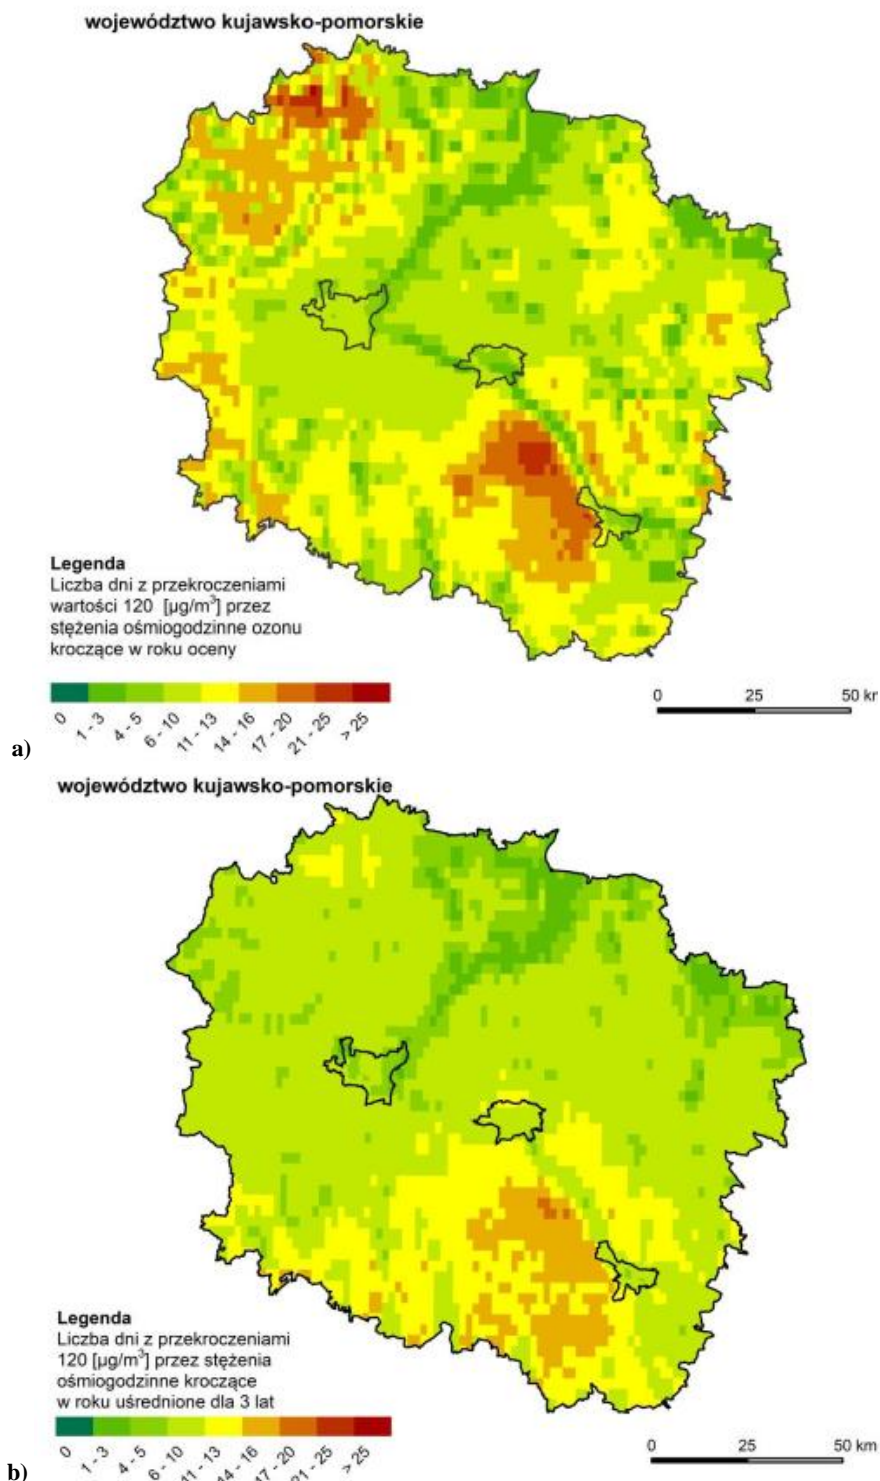 województwo kujawsko-pomorskie
Legenda
Liczba dni z przekroczeniami
wartości 120 [µg/m³] przez
stężenia ośmiogodzinne ozonu
kroczące w roku oceny
0
1 - 3
4 - 5
6 - 10
11 - 13
14 - 16
17 - 20
21 - 25
> 25
0 25 50 kr
a)
województwo kujawsko-pomorskie
Legenda
Liczba dni z przekroczeniami
120 [µg/m³] przez stężenia
ośmiogodzinne kroczące
w roku uśrednione dla 3 lat
0
1 - 3
4 - 5
6 - 10
11 - 13
14 - 16
17 - 20
21 - 25
> 25
0 25 50 km
b)